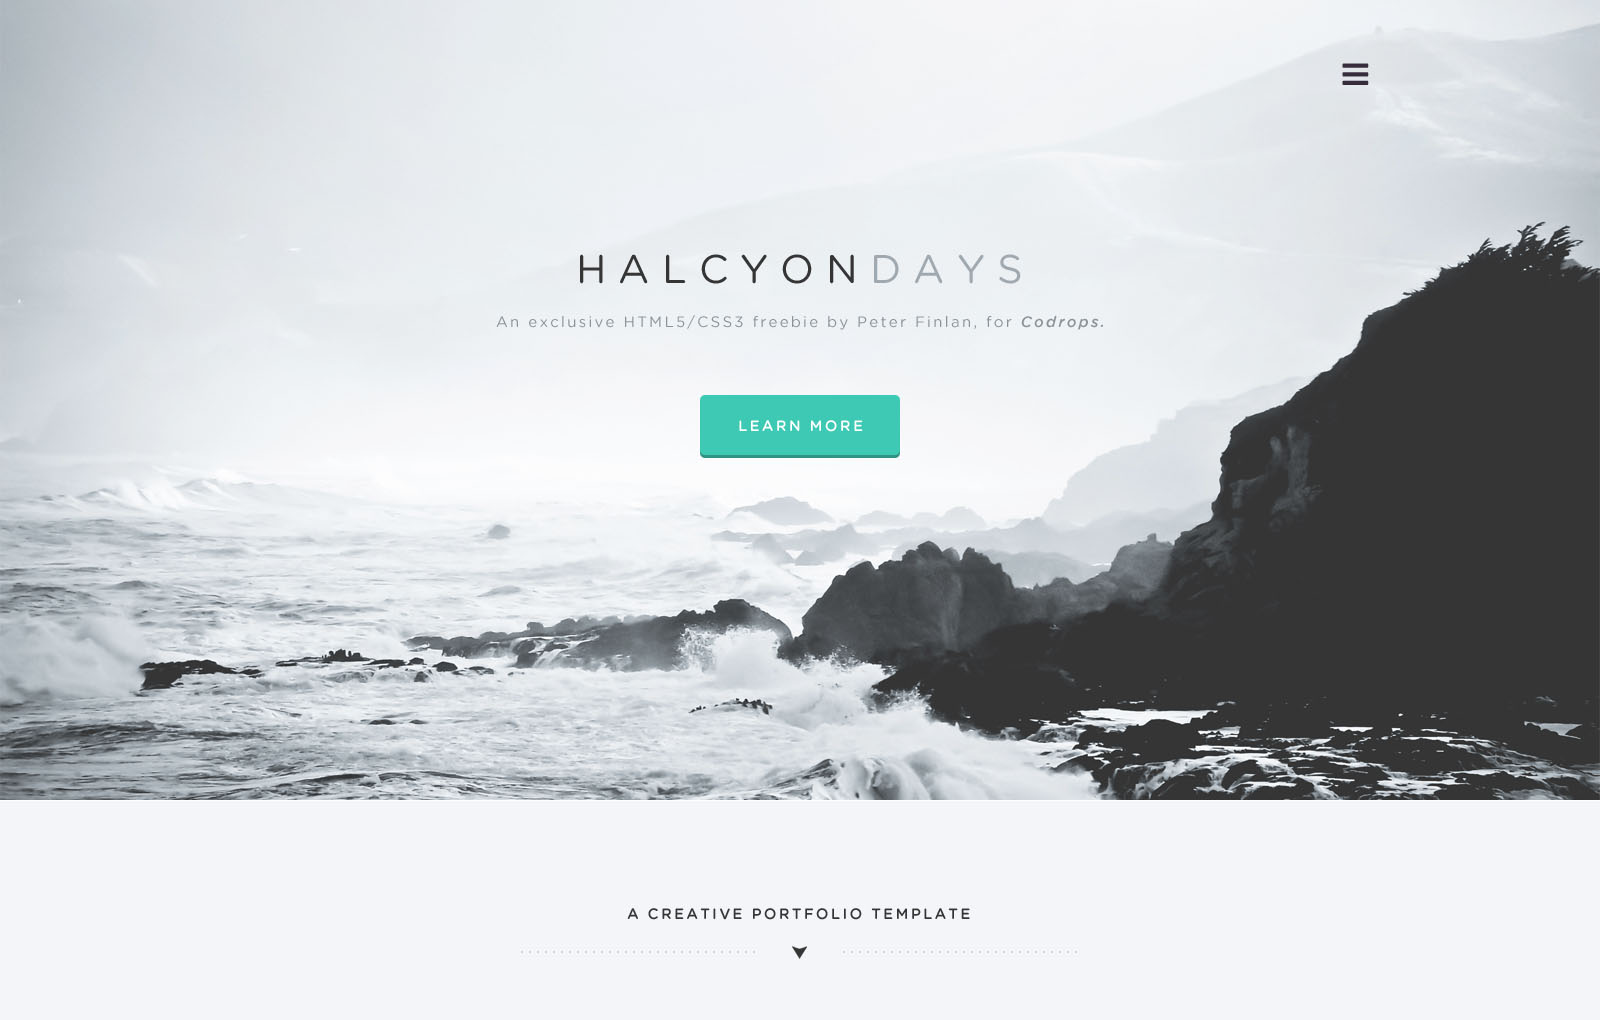 HALCYONDAYS
An exclusive HTML5/CSS3 freebie by Peter Finlan, for Codrops.
LEARN MORE
A CREATIVE PORTFOLIO TEMPLATE